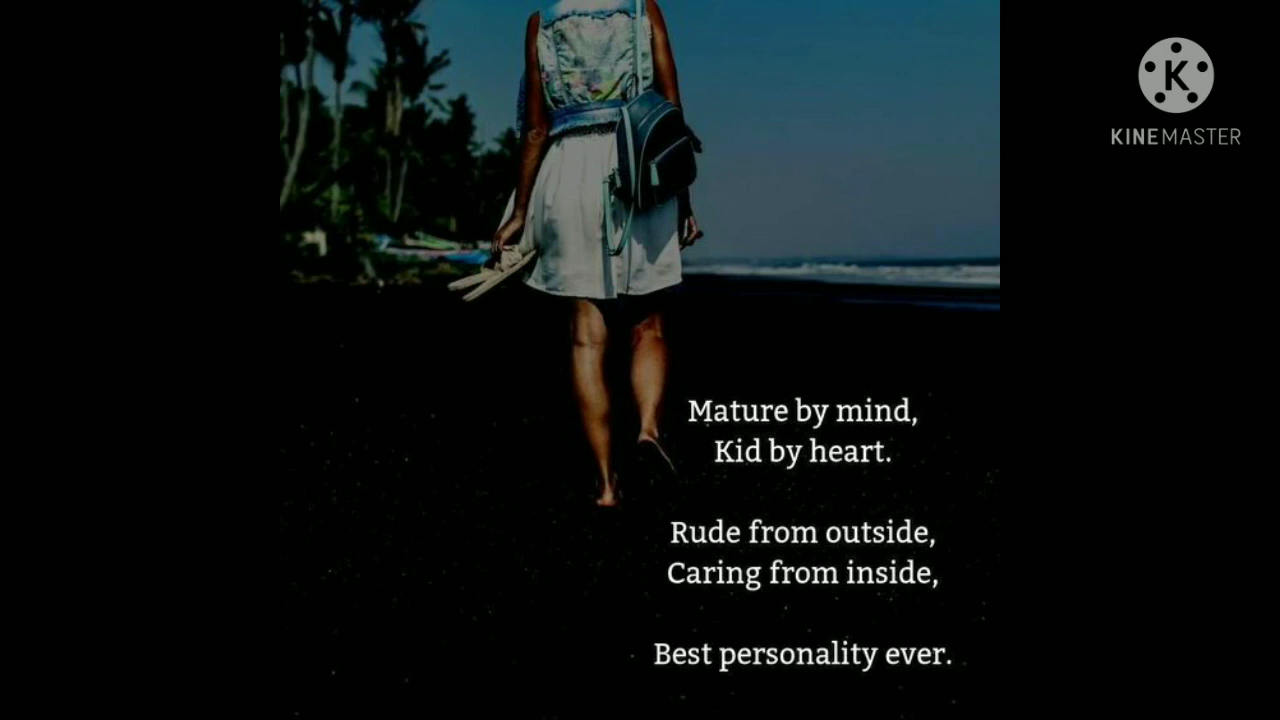 K
KINEMASTER
Mature by mind,
Kid by heart.
Rude from outside,
Caring from inside,
Best personality ever.